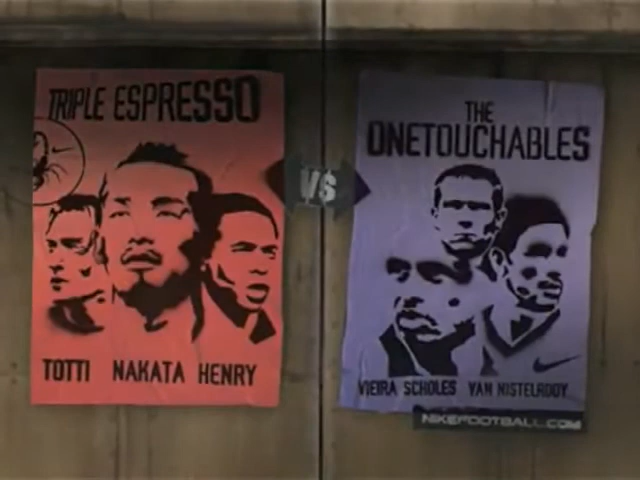 TRIPLE ESPRESSO
TOTTI NAKATA HENRY
VS
THE
ONETOUCHABLES
VIEIRA SCHOLES VAN NISTELROOY
NIKEFOOTBALL.COM